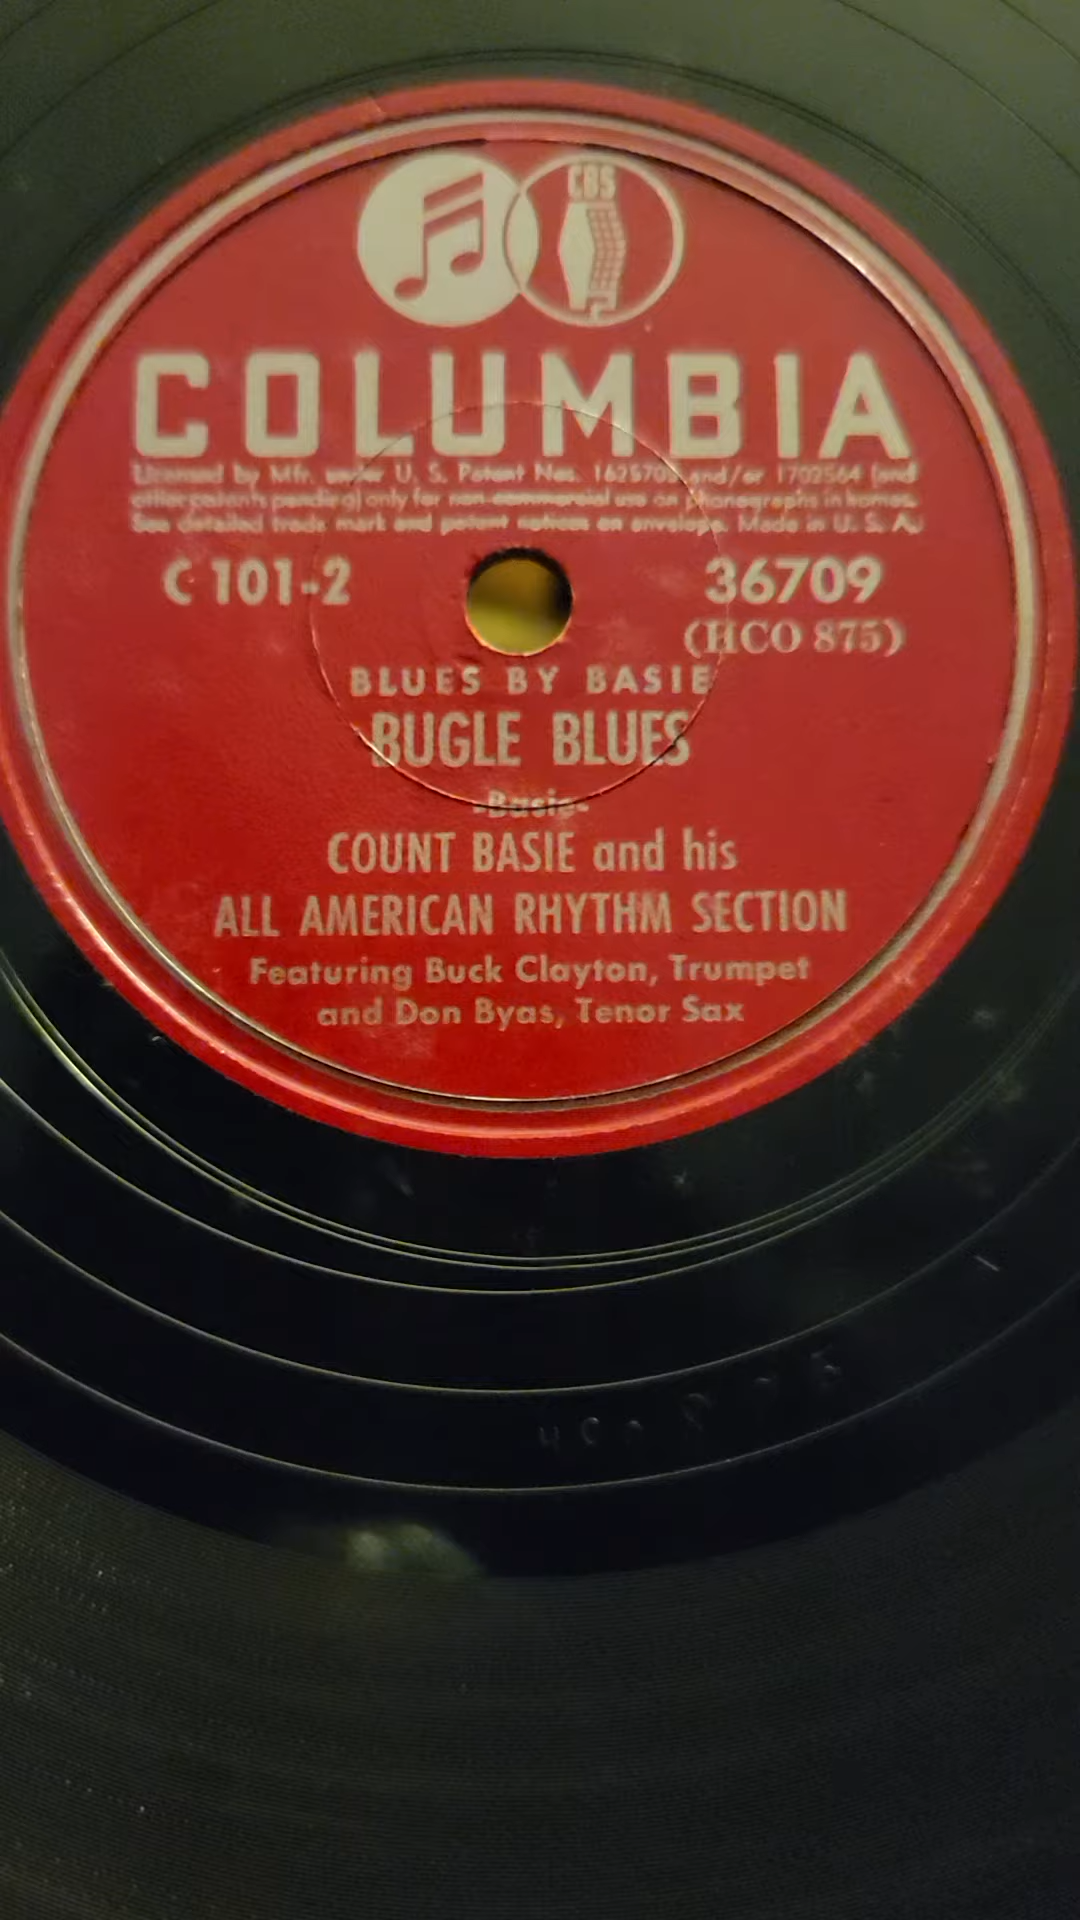 CBS
COLUMBIA
Licensed by Mfr. under U. S. Patent Nos. 1625705 and/or 1702564 (and
other patents pending) only for non-commercial use on phonographs in homes.
See detailed trade mark and patent notices on envelope. Made in U. S. A.
C 101-2
36709
(HCO 875)
BLUES BY BASIE
BUGLE BLUES
-Basie-
COUNT BASIE and his
ALL AMERICAN RHYTHM SECTION
Featuring Buck Clayton, Trumpet
and Don Byas, Tenor Sax